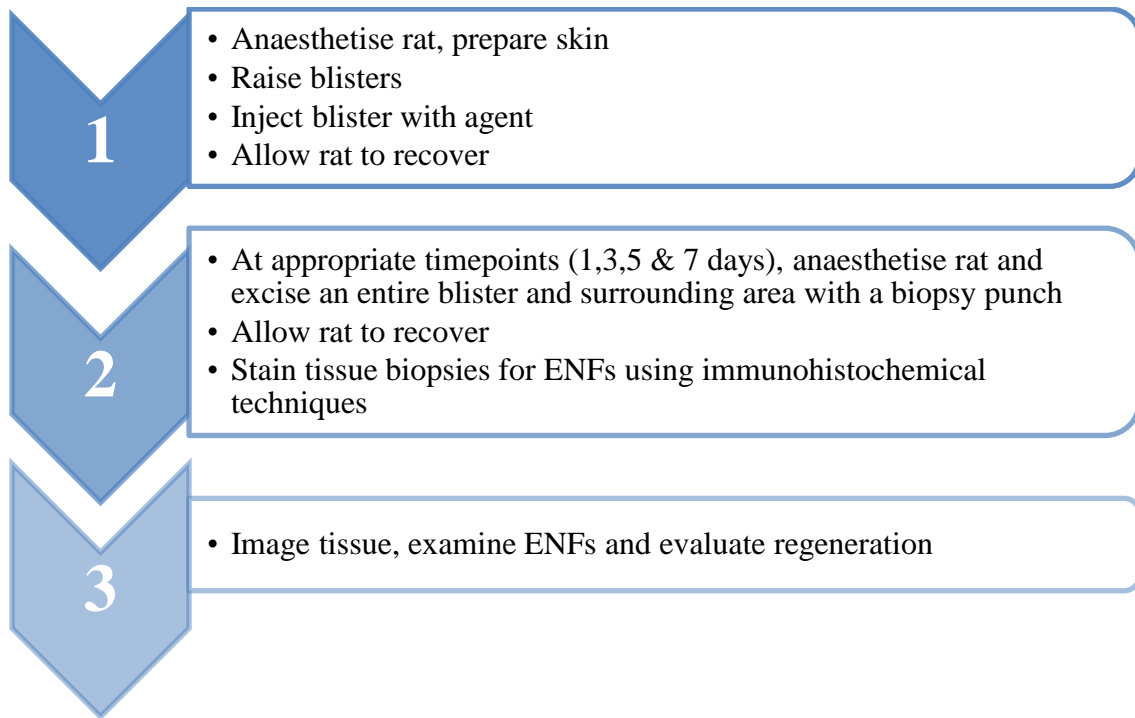 1
• Anaesthetise rat, prepare skin
• Raise blisters
• Inject blister with agent
• Allow rat to recover
2
• At appropriate timepoints (1,3,5 & 7 days), anaesthetise rat and
excise an entire blister and surrounding area with a biopsy punch
• Allow rat to recover
• Stain tissue biopsies for ENFs using immunohistochemical
techniques
3
• Image tissue, examine ENFs and evaluate regeneration